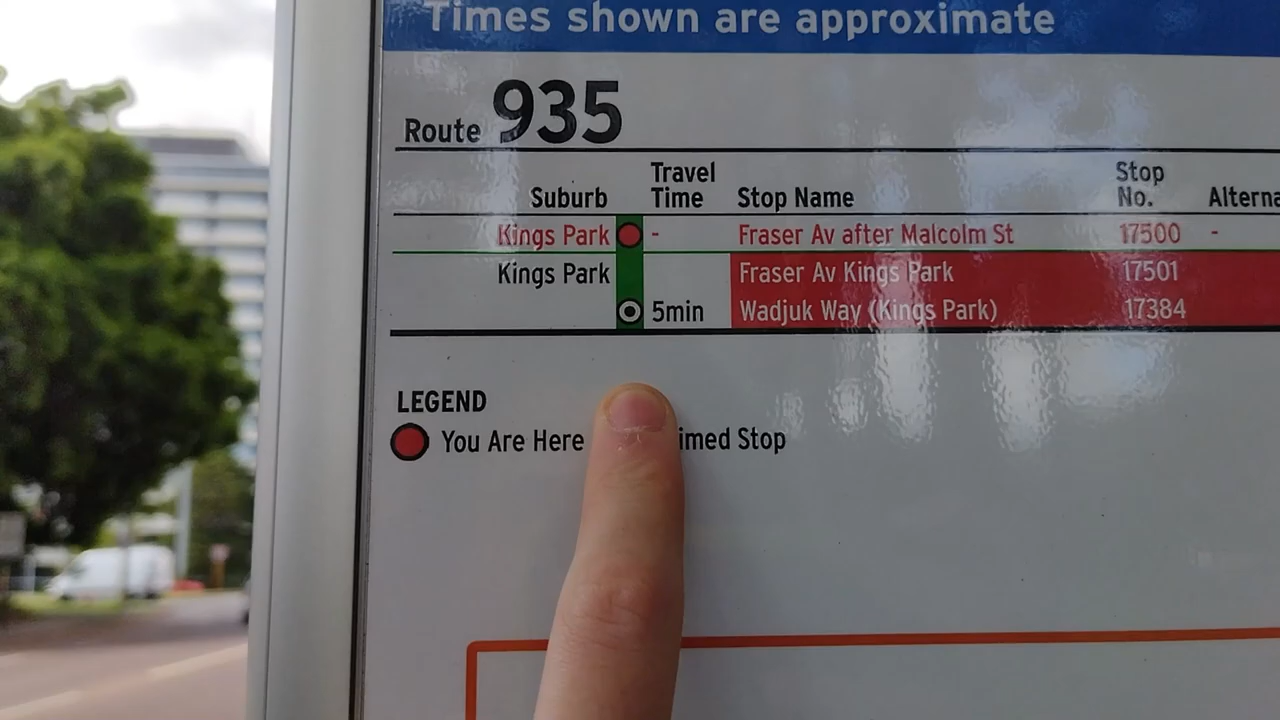 Times shown are approximate
Route 935
Suburb Travel Time Stop Name Stop No.
Kings Park - Fraser Av after Malcolm St 17500 -
Kings Park Fraser Av Kings Park 17501
5min Wadjuk Way (Kings Park) 17384
LEGEND
You Are Here imed Stop